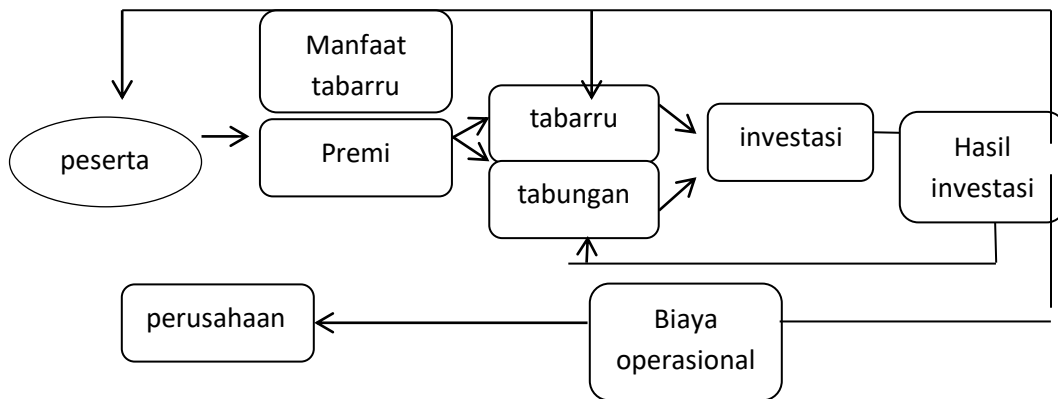 Manfaat
tabarru
peserta
Premi
tabarru
tabungan
investasi
Hasil
investasi
perusahaan
Biaya
operasional